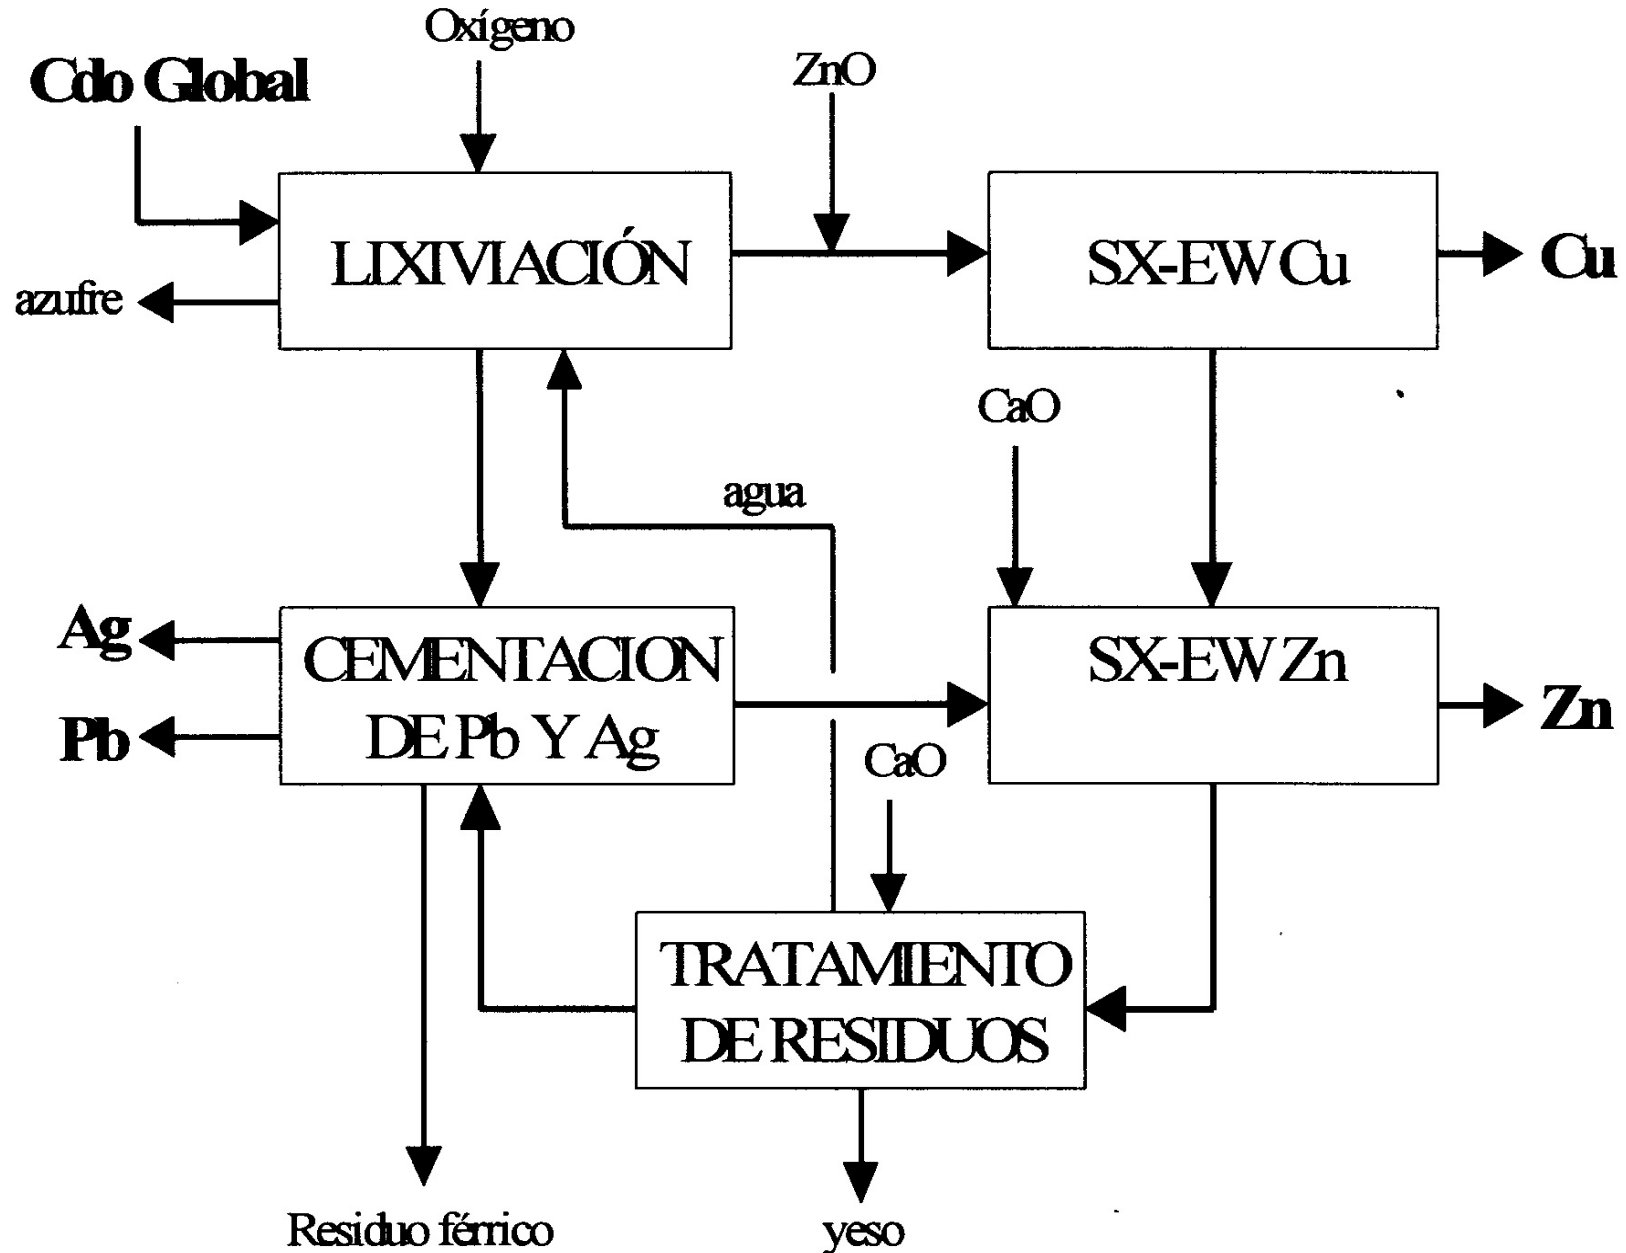 Oxígeno
Cdo Global
ZnO
LIXIVIACIÓN
SX-EW Cu
Cu
azufre
CaO
agua
Ag
CEMENTACION
DE Pb Y Ag
Pb
SX-EW Zn
Zn
CaO
TRATAMIENTO
DE RESIDUOS
Residuo férrico
yeso